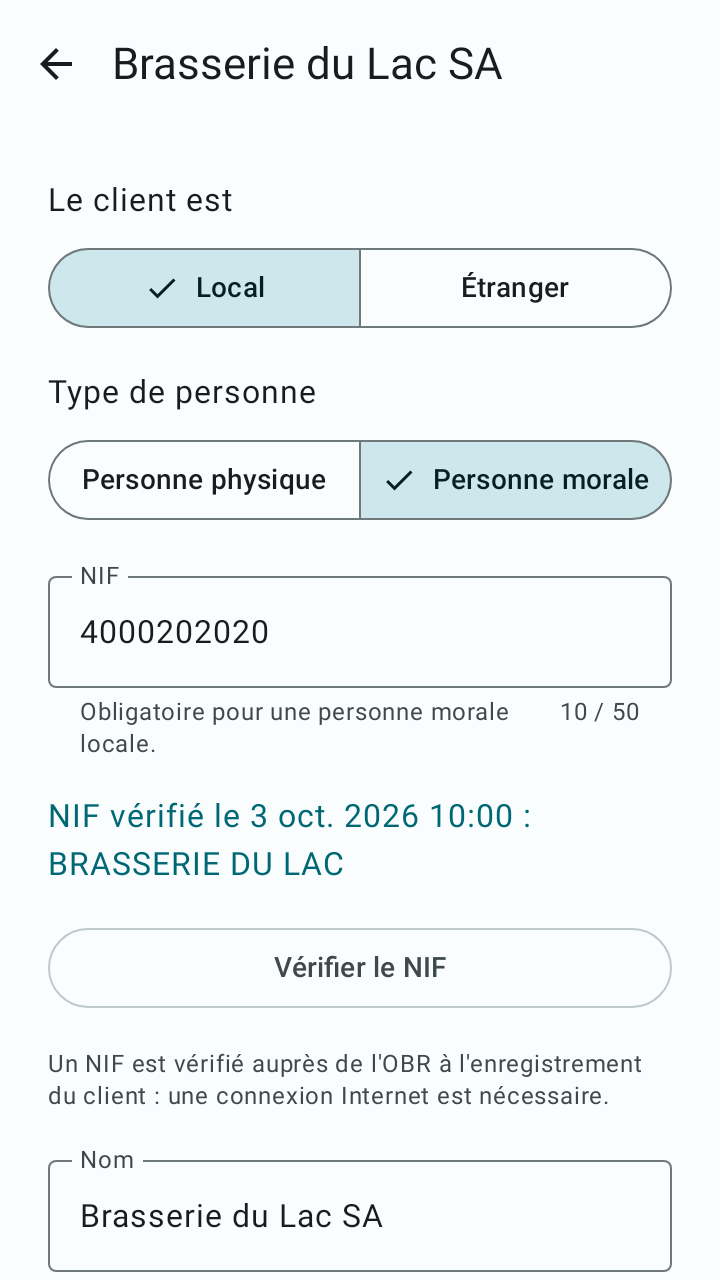 Brasserie du Lac SA
Le client est
Local
Étranger
Type de personne
Personne physique
Personne morale
NIF
4000202020
Obligatoire pour une personne morale
locale.
10 / 50
NIF vérifié le 3 oct. 2026 10:00 :
BRASSERIE DU LAC
Vérifier le NIF
Un NIF est vérifié auprès de l'OBR à l'enregistrement
du client : une connexion Internet est nécessaire.
Nom
Brasserie du Lac SA